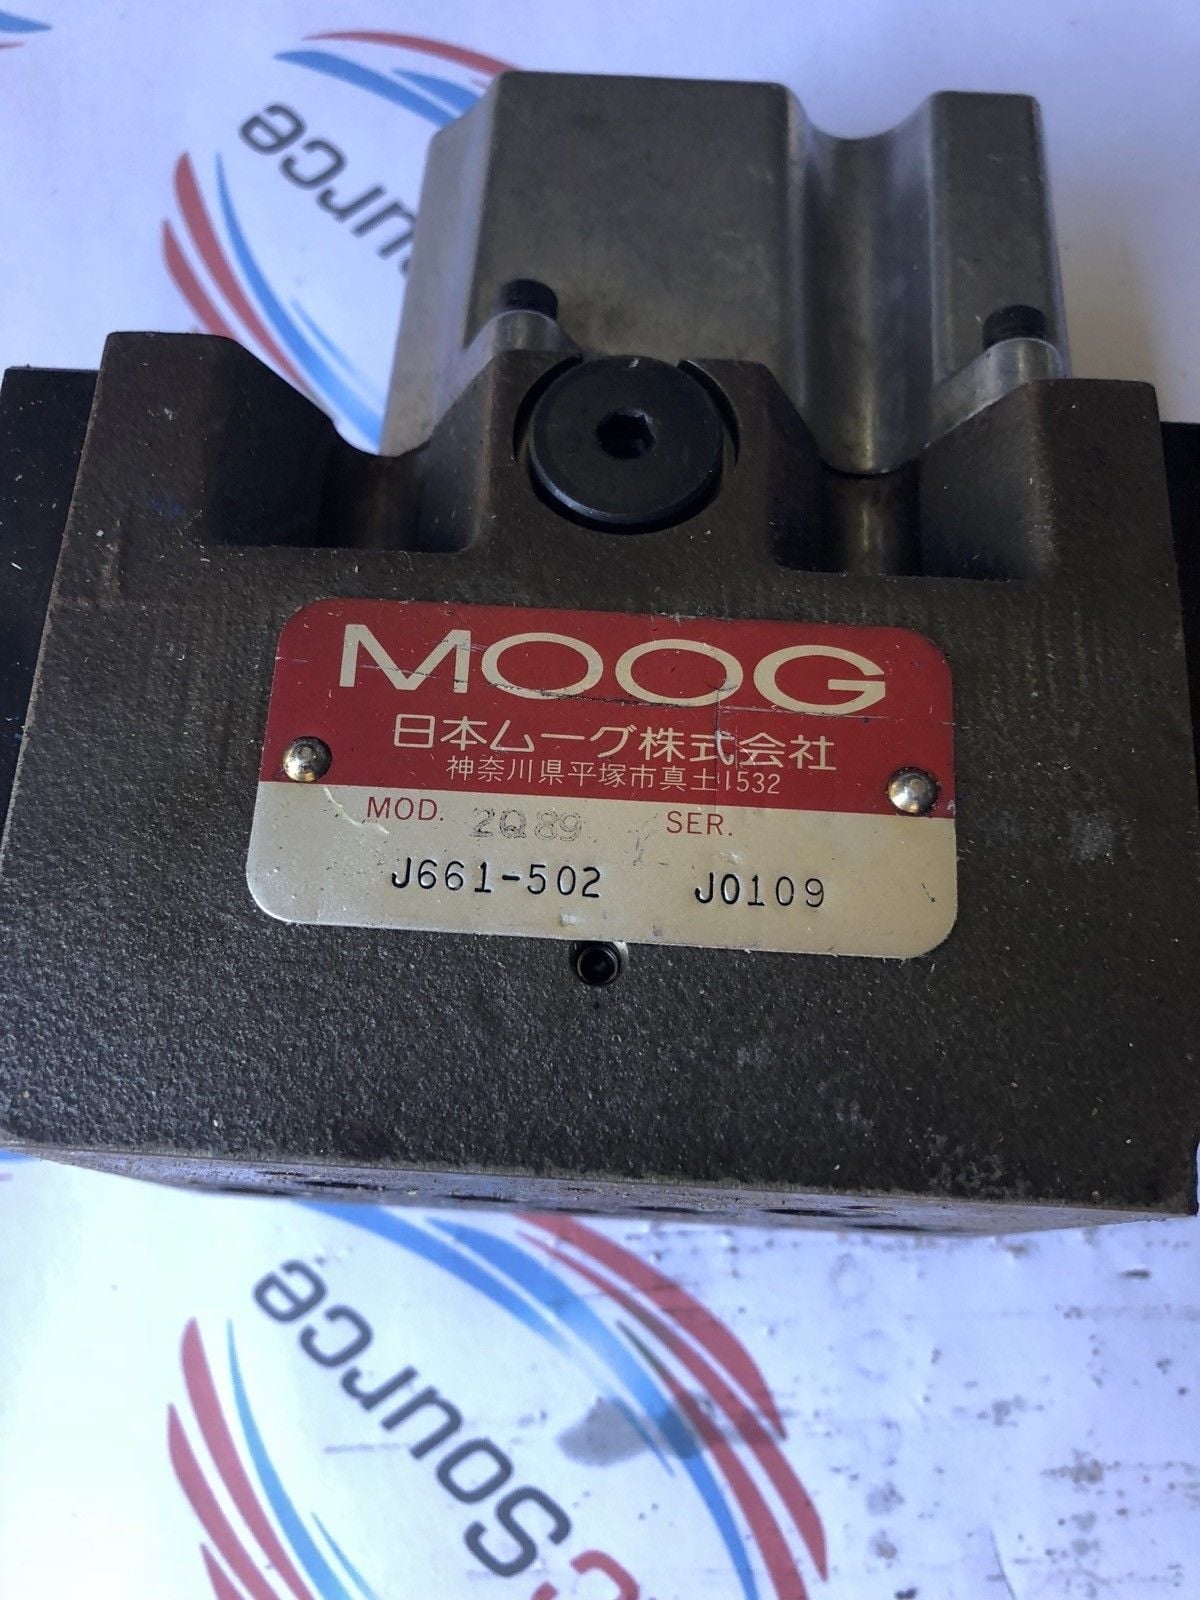 source
MOOG
日本ムーグ株式会社
神奈川県平塚市真土1532
MOD. 2Q89 SER.
J661-502 J0109
source